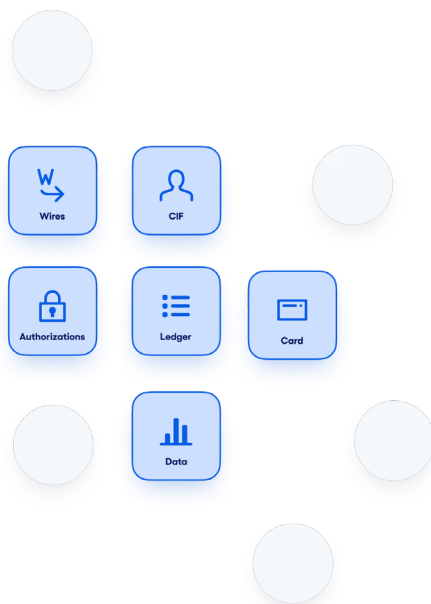 W
Wires
CIF
Authorizations
Ledger
Card
Data